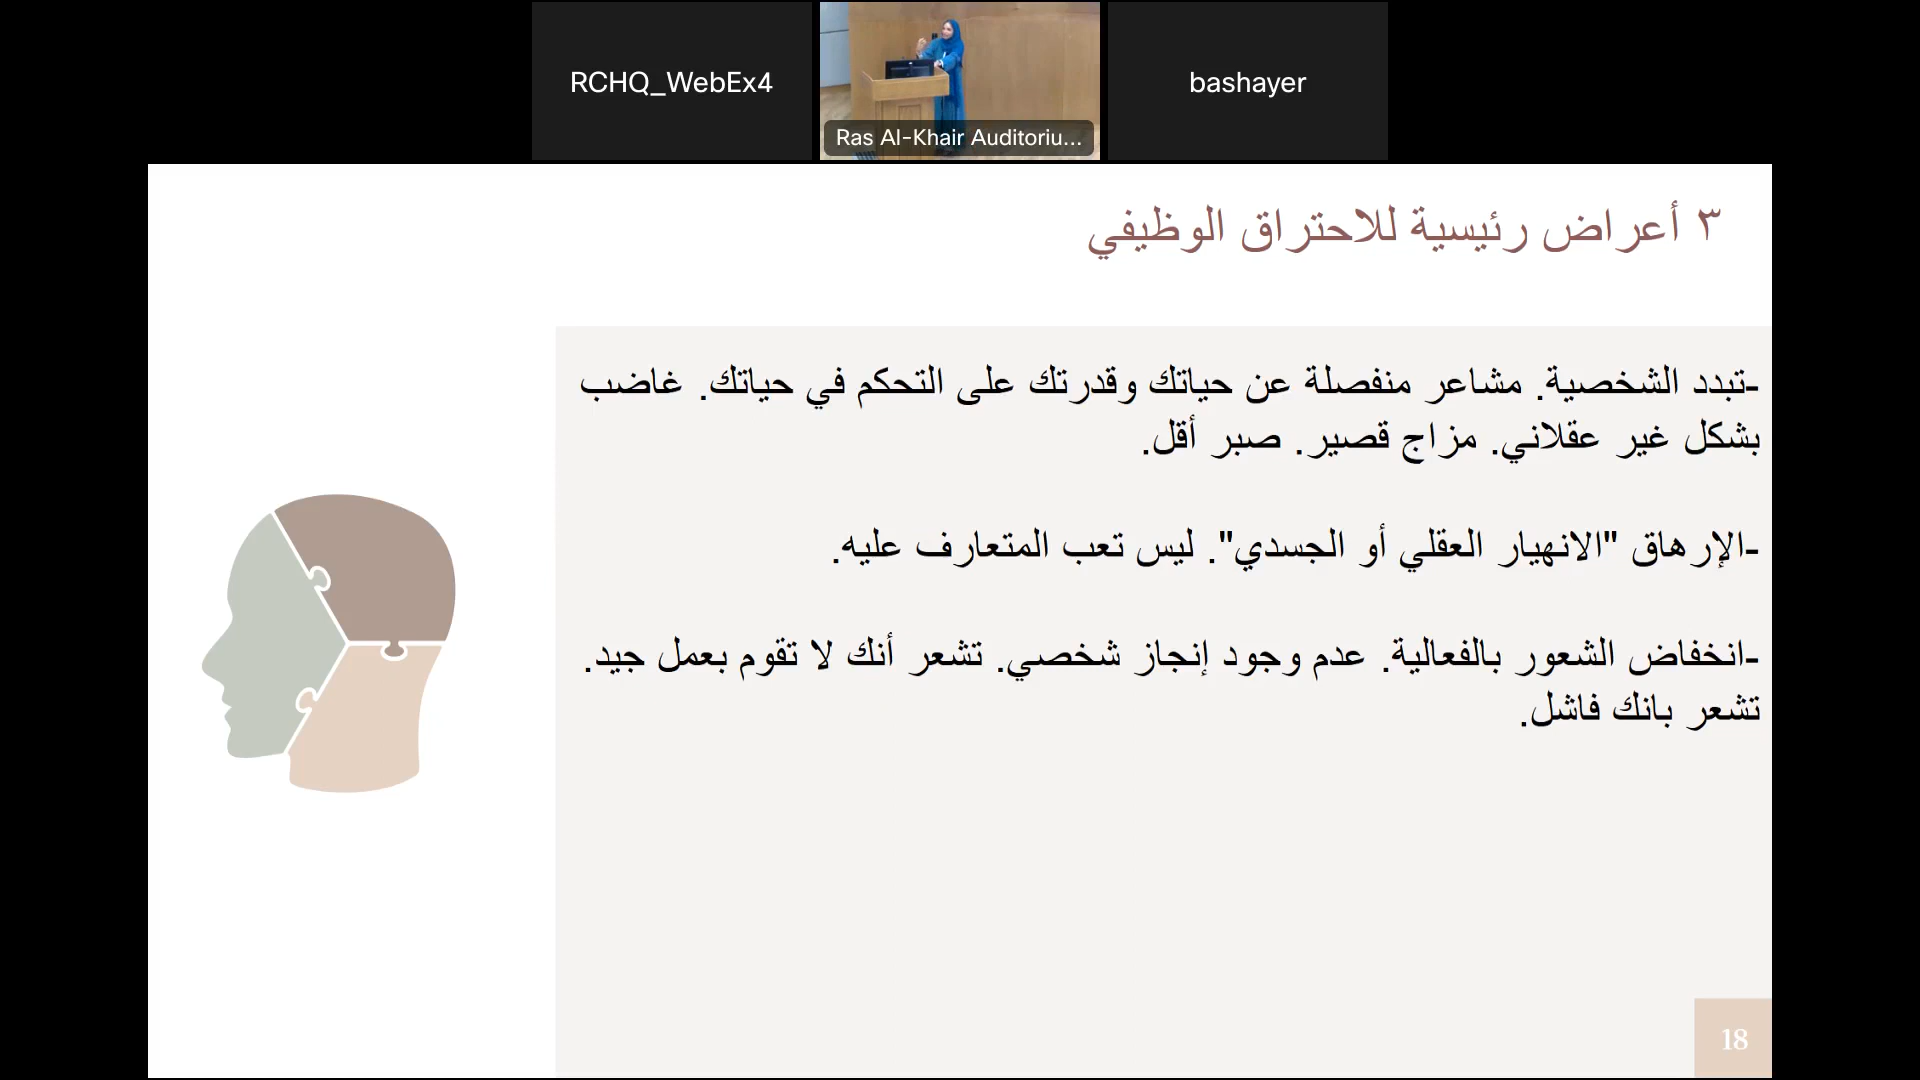 RCHQ_WebEx4
Ras Al-Khair Auditoriu...
bashayer
٣ أعراض رئيسية للاحتراق الوظيفي
-تبدد الشخصية. مشاعر منفصلة عن حياتك وقدرتك على التحكم في حياتك. غاضب
بشكل غير عقلاني. مزاج قصير. صبر أقل.
-الإرهاق "الانهيار العقلي أو الجسدي". ليس تعب المتعارف عليه.
-انخفاض الشعور بالفعالية. عدم وجود إنجاز شخصي. تشعر أنك لا تقوم بعمل جيد.
تشعر بانك فاشل.
18